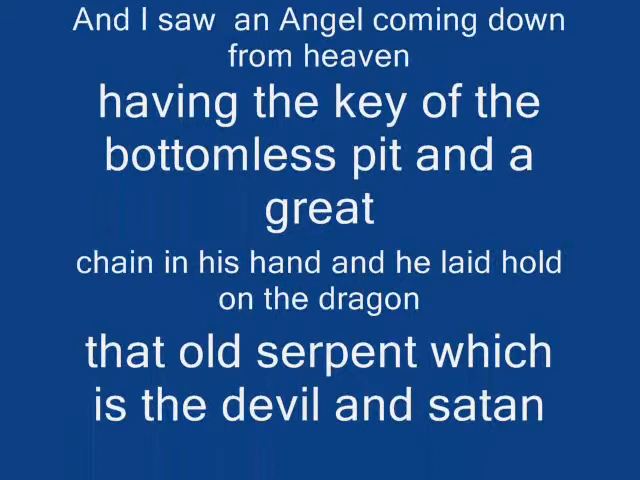 And I saw  an Angel coming down
from heaven
having the key of the
bottomless pit and a
great
chain in his hand and he laid hold
on the dragon
that old serpent which
is the devil and satan